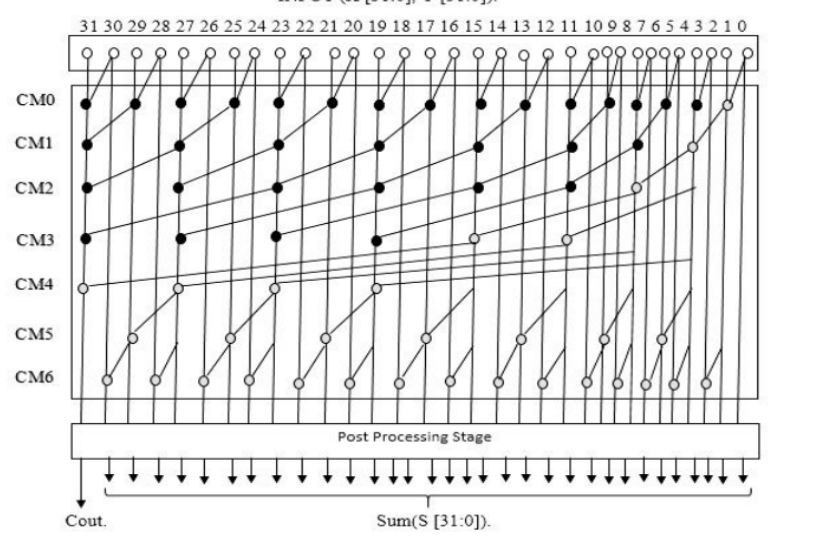 31 30 29 28 27 26 25 24 23 22 21 20 19 18 17 16 15 14 13 12 11 10 9 8 7 6 5 4 3 2 1 0
CM0
CM1
CM2
CM3
CM4
CM5
CM6
Post Processing Stage
Cout.
Sum(S [31:0]).